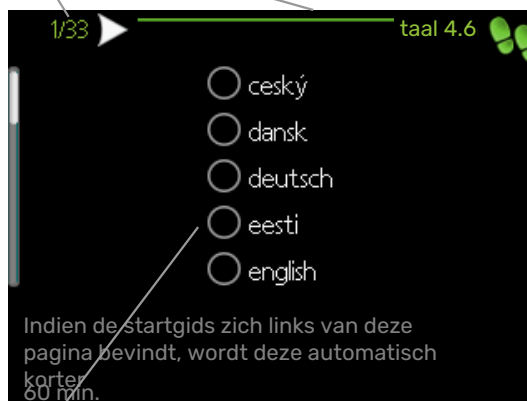 1/33
taal 4.6
ceský
dansk
deutsch
eesti
english
Indien de startgids zich links van deze
pagina bevindt, wordt deze automatisch
korter
60 min.